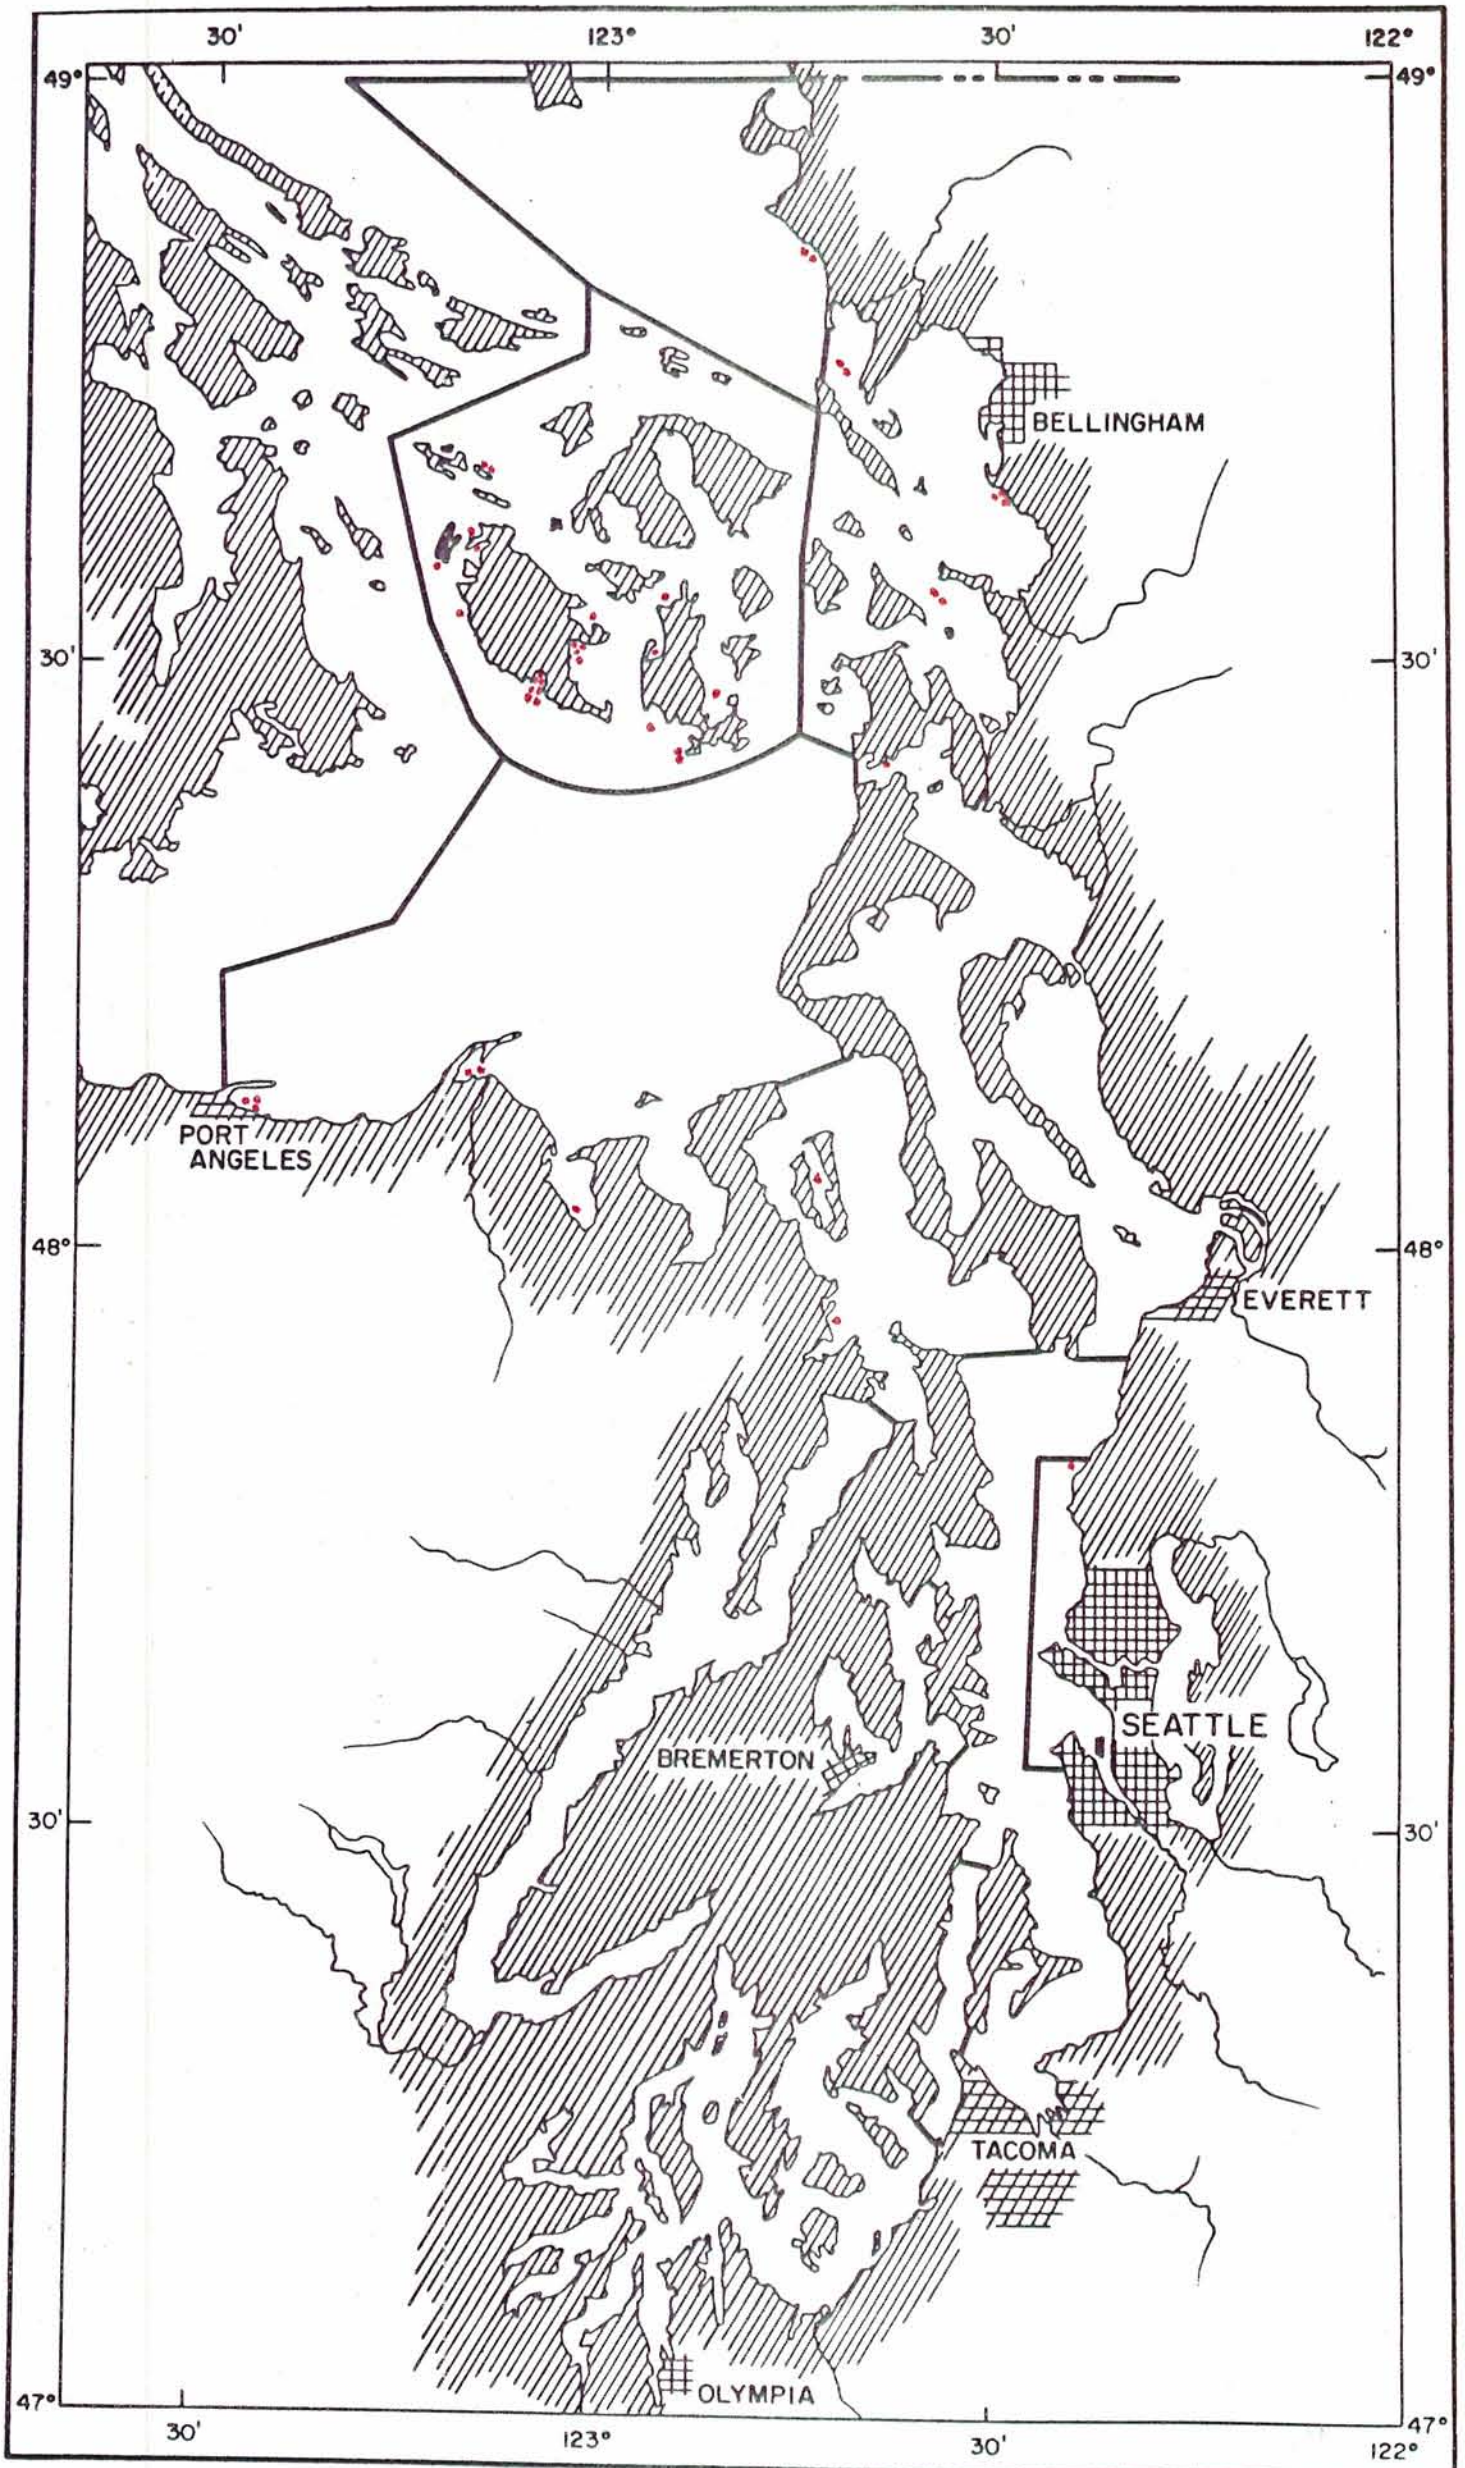 30' 123° 30' 122°
49° 49°
BELLINGHAM
30' 30'
PORT
ANGELES
48° 48°
EVERETT
SEATTLE
BREMERTON
30' 30'
TACOMA
OLYMPIA
47° 47°
30' 123° 30' 122°